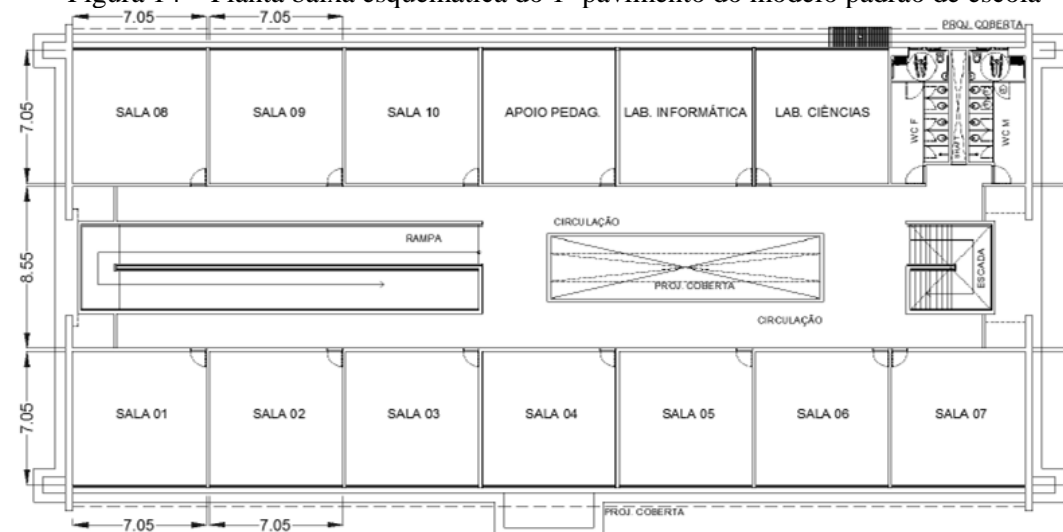 Figura 14 – Planta baixa esquemática do 1º pavimento do modelo padrão de escola
7.05
7.05
PROJ. COBERTA
7.05
SALA 08
SALA 09
SALA 10
APOIO PEDAG.
LAB. INFORMÁTICA
LAB. CIÊNCIAS
WC F
SHAFT
WC M
8.55
RAMPA
CIRCULAÇÃO
PROJ. COBERTA
CIRCULAÇÃO
ESCADA
7.05
SALA 01
SALA 02
SALA 03
SALA 04
SALA 05
SALA 06
SALA 07
PROJ. COBERTA
7.05
7.05